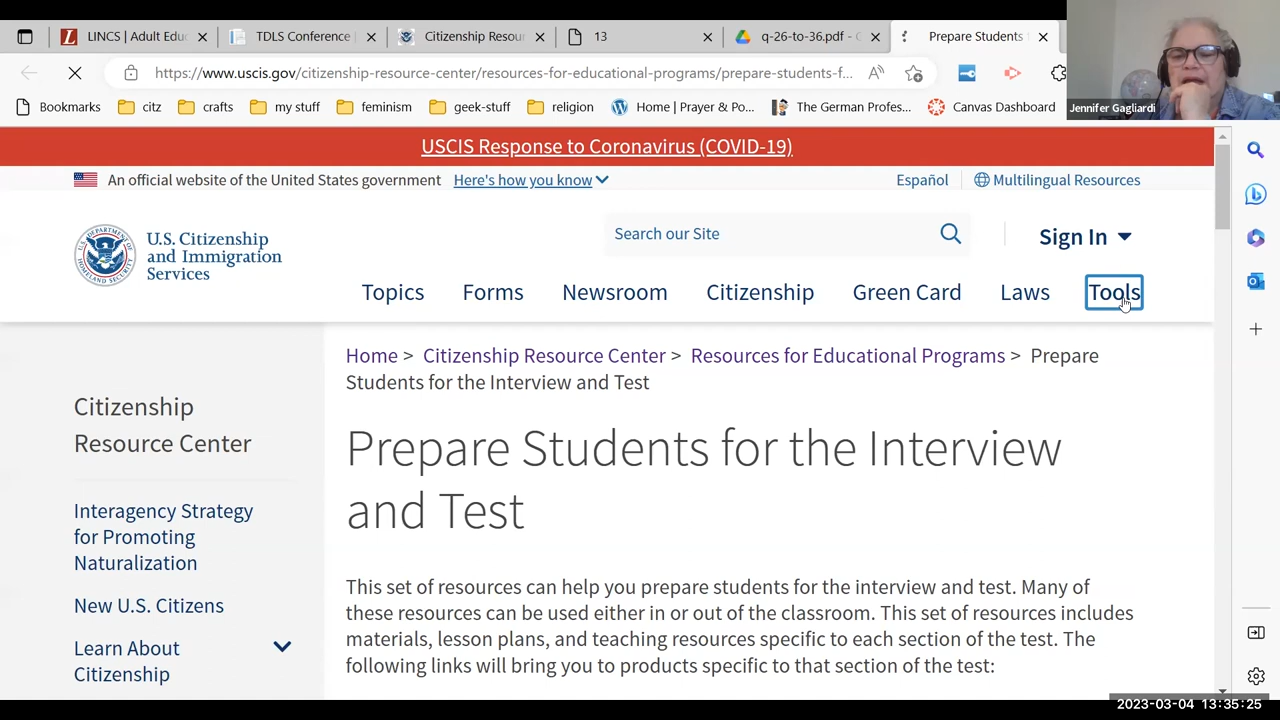 LINCS | Adult Educ
TDLS Conference
Citizenship Resou
13
q-26-to-36.pdf -
Prepare Students
https://www.uscis.gov/citizenship-resource-center/resources-for-educational-programs/prepare-students-f...
Bookmarks
citz
crafts
my stuff
feminism
geek-stuff
religion
Home | Prayer & Po...
The German Profes...
Canvas Dashboard
Jennifer Gagliardi
USCIS Response to Coronavirus (COVID-19)
An official website of the United States government
Here's how you know
Español
Multilingual Resources
U.S. Citizenship
and Immigration
Services
Search our Site
Sign In
Topics
Forms
Newsroom
Citizenship
Green Card
Laws
Tools
Home > Citizenship Resource Center > Resources for Educational Programs > Prepare
Students for the Interview and Test
Citizenship
Resource Center
Interagency Strategy
for Promoting
Naturalization
New U.S. Citizens
Learn About
Citizenship
Prepare Students for the Interview
and Test
This set of resources can help you prepare students for the interview and test. Many of
these resources can be used either in or out of the classroom. This set of resources includes
materials, lesson plans, and teaching resources specific to each section of the test. The
following links will bring you to products specific to that section of the test:
2023-03-04 13:35:25